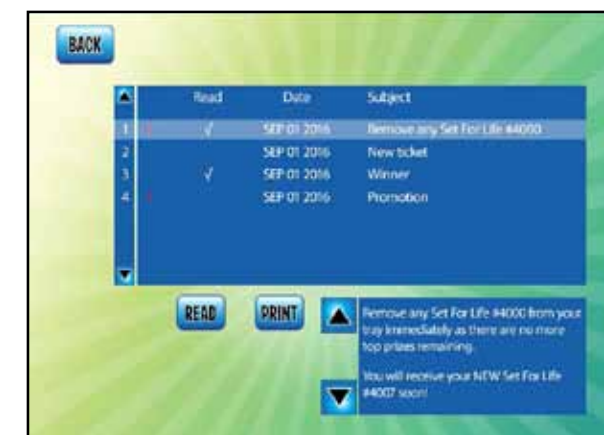 BACK
Read Date Subject
1 ! √ SEP 01 2016 Remove any Set For Life #4000
2 SEP 01 2016 New ticket
3 √ SEP 01 2016 Winner
4 ! SEP 01 2016 Promotion
READ PRINT
Remove any Set For Life #4000 from your
tray immediately as there are no more
top prizes remaining.
You will receive your NEW Set For Life
#4007 soon!